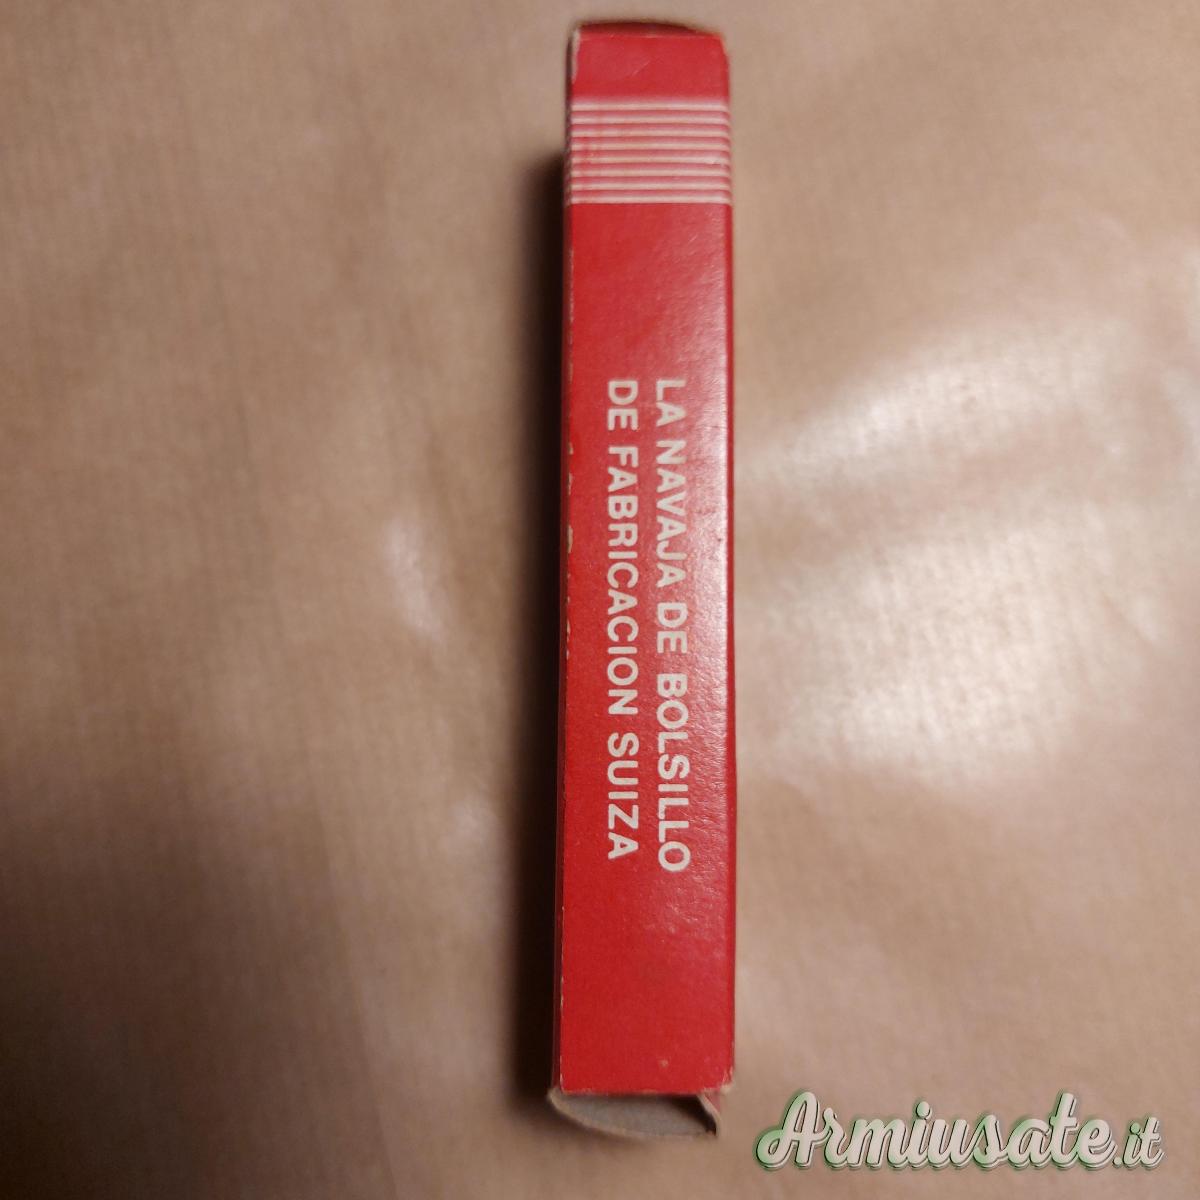 LA NAVAJA DE BOLSILLO
DE FABRICACION SUIZA
Armiusate.it